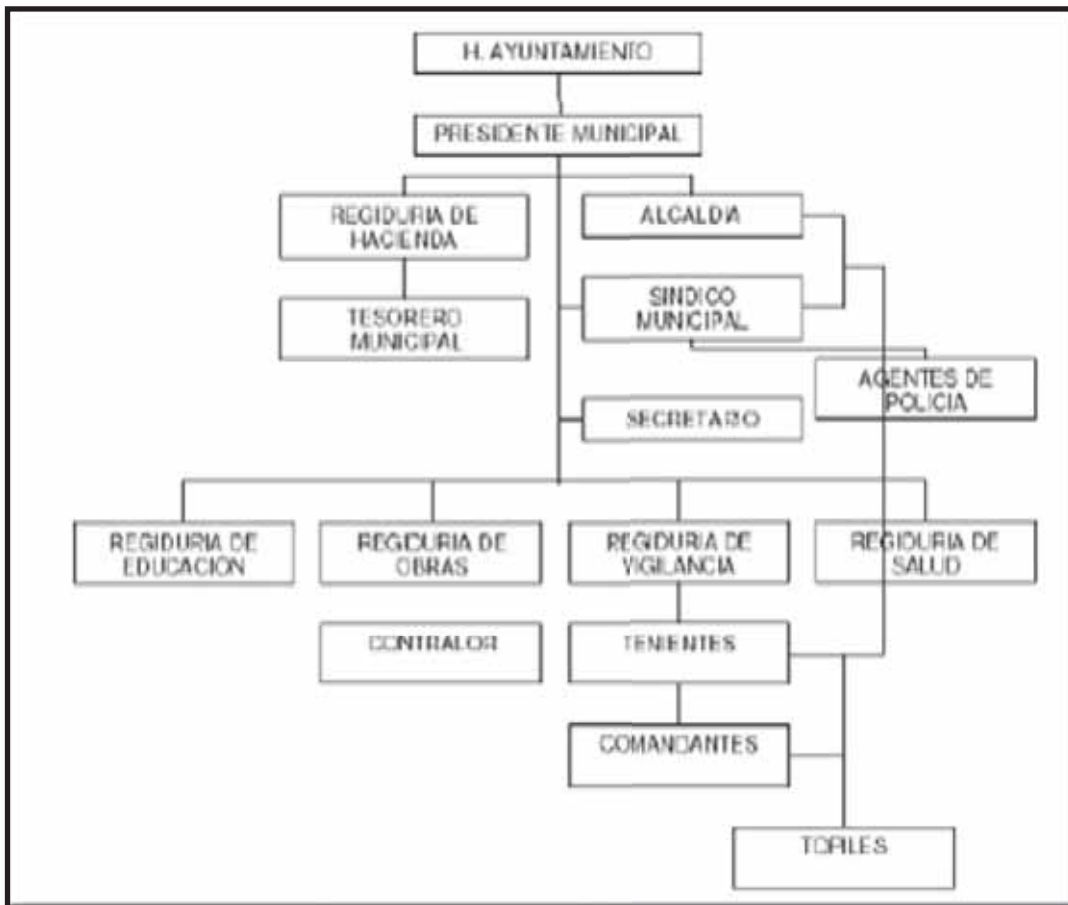 H. AYUNTAMIENTO
PRESIDENTE MUNICIPAL
REGIDURIA DE
HACIENDA
ALCALDIA
TESORERO
MUNICIPAL
SINDICO
MUNICIPAL
AGENTES DE
POLICIA
SECRETARIO
REGIDURIA DE
EDUCACION
REGIDURIA DE
OBRAS
REGIDURIA DE
VIGILANCIA
REGIDURIA DE
SALUD
CONTRALOR
TENIENTES
COMANDANTES
TOPILES